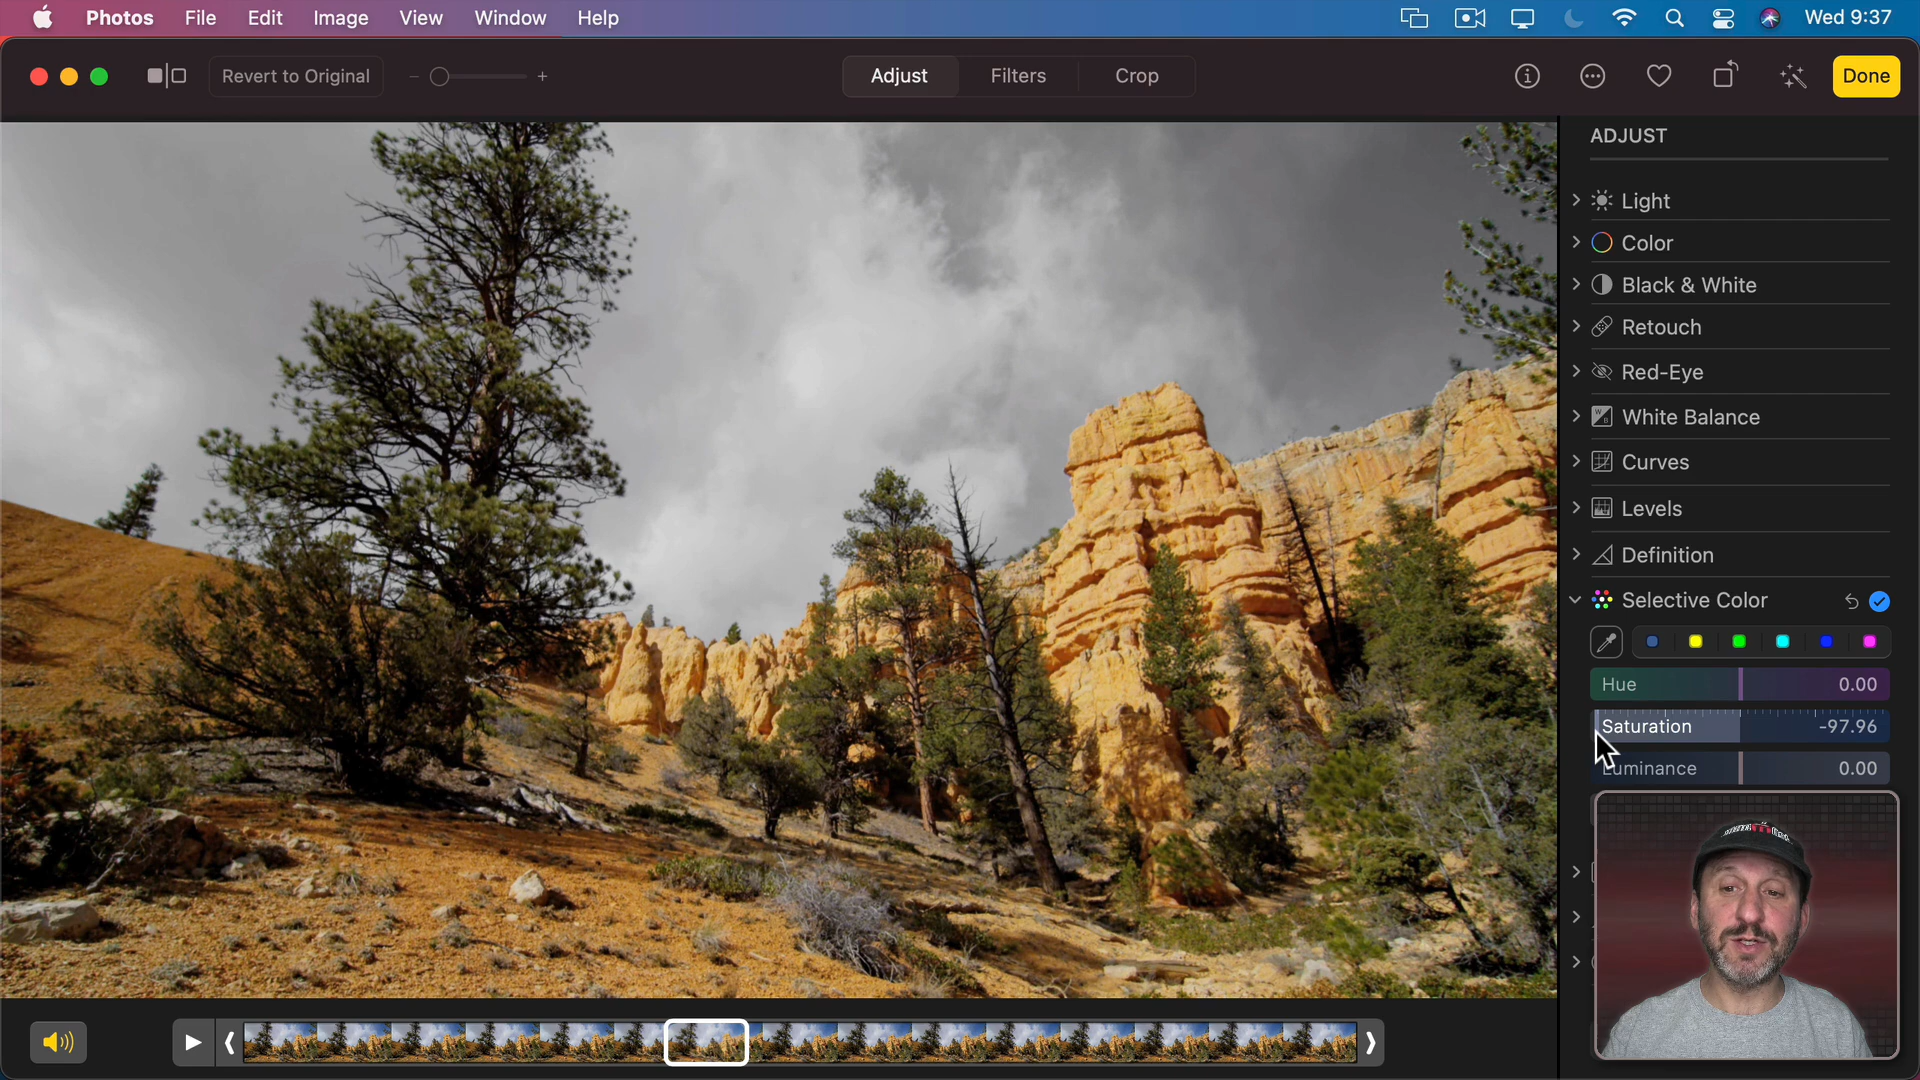 Photos File Edit Image View Window Help Wed 9:37
Revert to Original Adjust Filters Crop Done
ADJUST
Light
Color
Black & White
Retouch
Red-Eye
White Balance
Curves
Levels
Definition
Selective Color
Hue 0.00
Saturation -97.96
Luminance 0.00